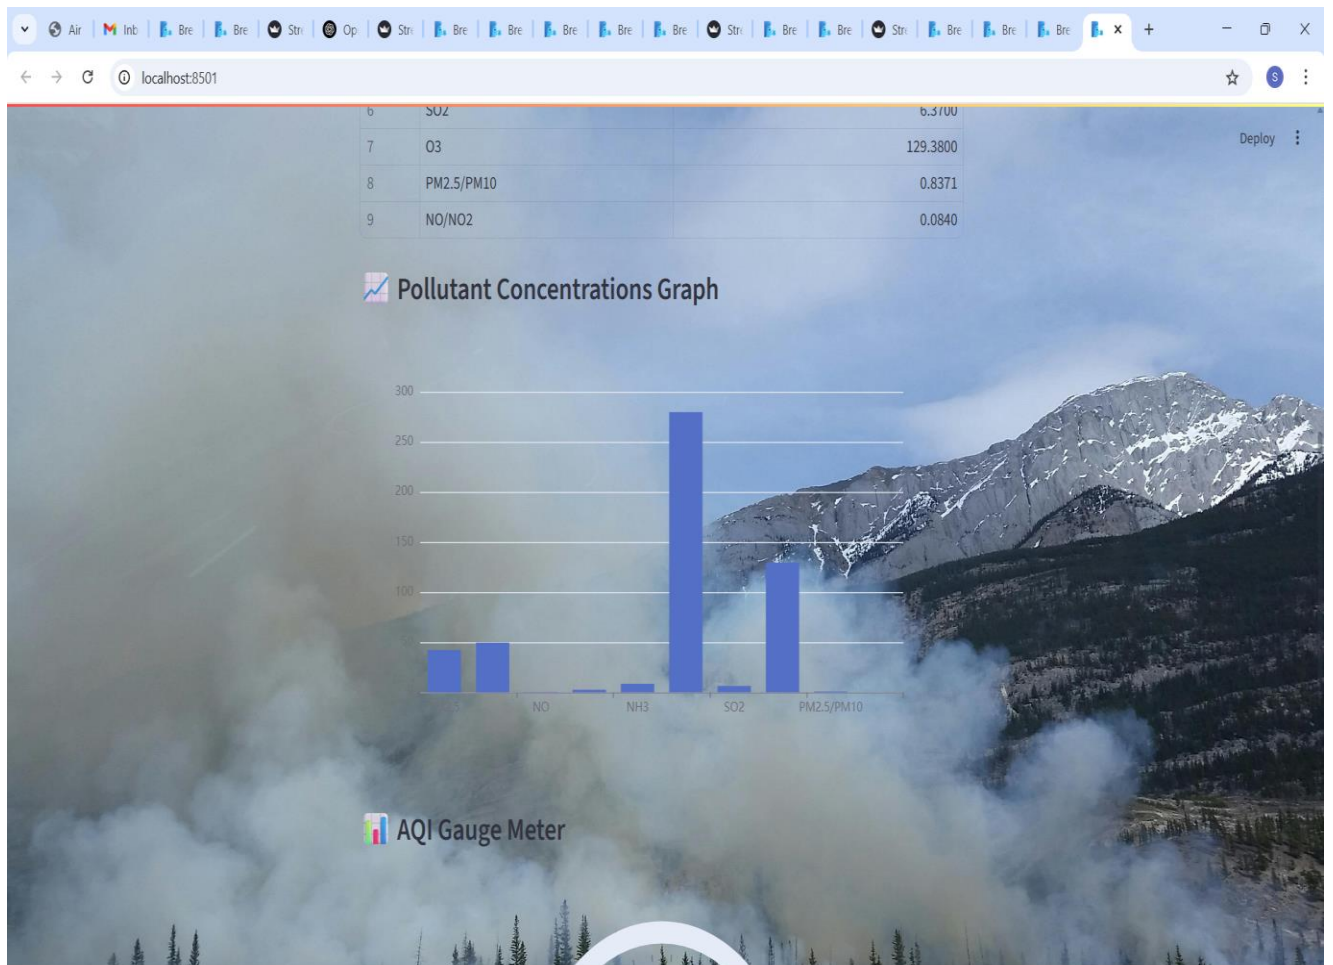 Air Inb Bre Bre Str Op Str Bre Bre Bre Bre Bre Str Bre Bre Str Bre Bre Bre
localhost:8501 S
6 SO2 6.3700
Deploy
7 O3 129.3800
8 PM2.5/PM10 0.8371
9 NO/NO2 0.0840
Pollutant Concentrations Graph
300
250
200
150
100
NO NH3 SO2 PM2.5/PM10
AQI Gauge Meter